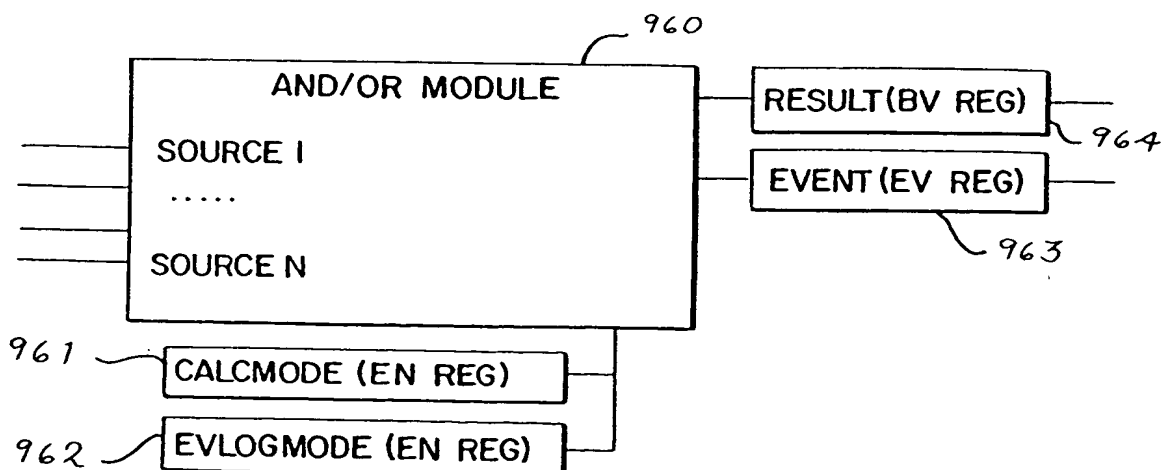 960
AND/OR MODULE
RESULT(BV REG)
964
SOURCE 1
EVENT(EV REG)
.....
963
SOURCE N
961
CALCMODE (EN REG)
962
EVLOGMODE (EN REG)